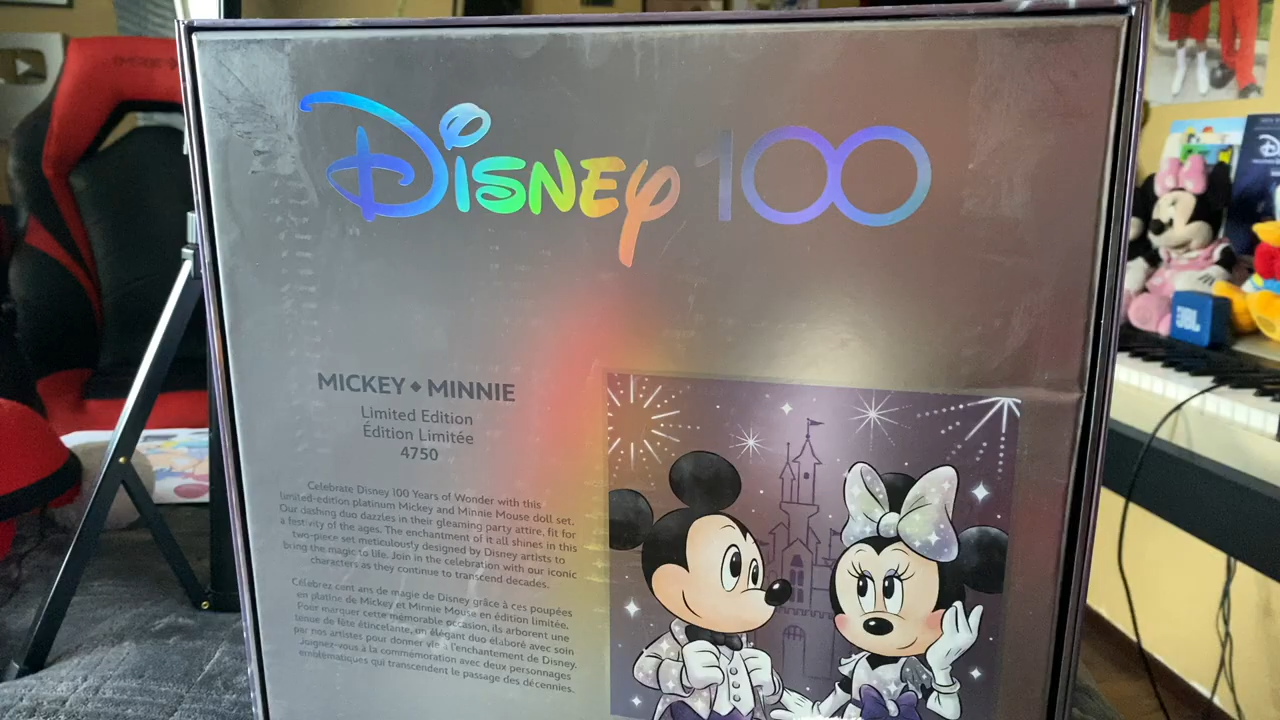 Disney 100
MICKEY ◆ MINNIE
Limited Edition
Édition Limitée
4750
Celebrate Disney 100 Years of Wonder with this
limited-edition platinum Mickey and Minnie Mouse doll set.
Our dashing duo dazzles in their gleaming party attire, fit for
a festivity of the ages. The enchantment of it all shines in this
two-piece set meticulously designed by Disney artists to
bring the magic to life. Join in the celebration with our iconic
characters as they continue to transcend decades.
Célébrez cent ans de magie de Disney grâce à ces poupées
en platine de Mickey et Minnie Mouse en édition limitée.
Pour marquer cette mémorable occasion, ils arborent une
tenue de fête étincelante, un élégant duo élaboré avec soin
par nos artistes pour donner vie à l'enchantement de Disney.
Joignez-vous à la commémoration avec deux personnages
emblématiques qui transcendent le passage des décennies.
JBL